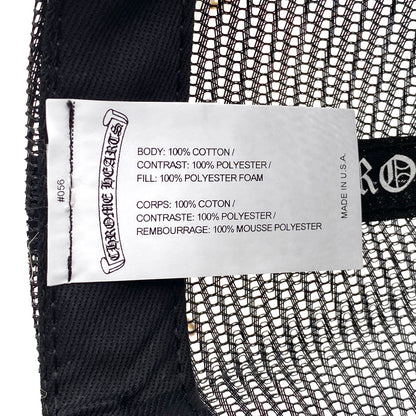 #056
CHROME HEARTS
BODY: 100% COTTON /
CONTRAST: 100% POLYESTER /
FILL: 100% POLYESTER FOAM
CORPS: 100% COTON /
CONTRASTE: 100% POLYESTER /
REMBOURRAGE: 100% MOUSSE POLYESTER
MADE IN U.S.A.
RO